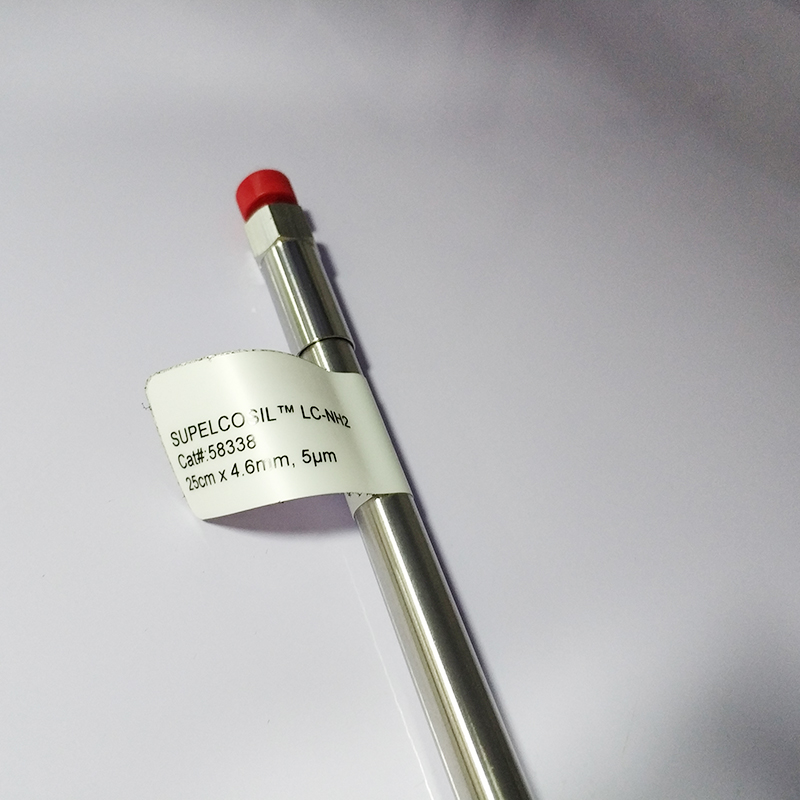 SUPELCOSIL™ LC-NH2
Cat#:58338
25cm x 4.6mm, 5µm